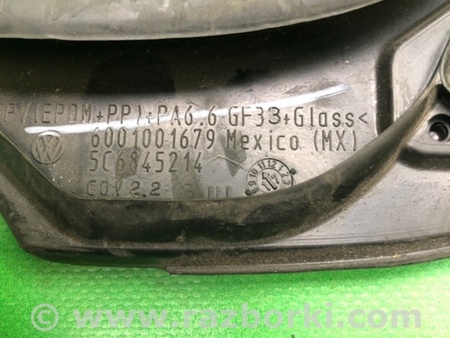 (EPDM+PP)+PA6.6 GF33+Glass<
6001001679 Mexico (MX)
5C6845214
© www.razborki.com